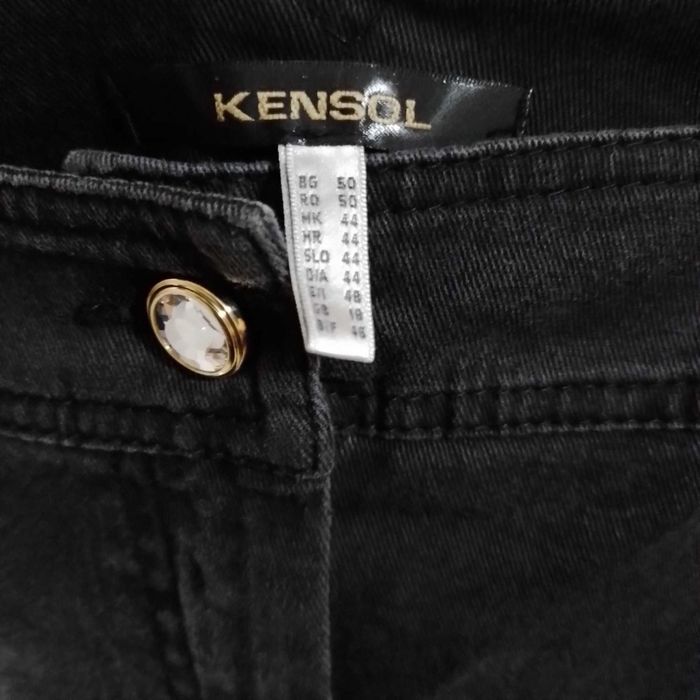 KENSOL
BG 50
RO 50
MK 44
HR 44
SLO 44
D/A 44
E/I 48
GB 18
B/F 46